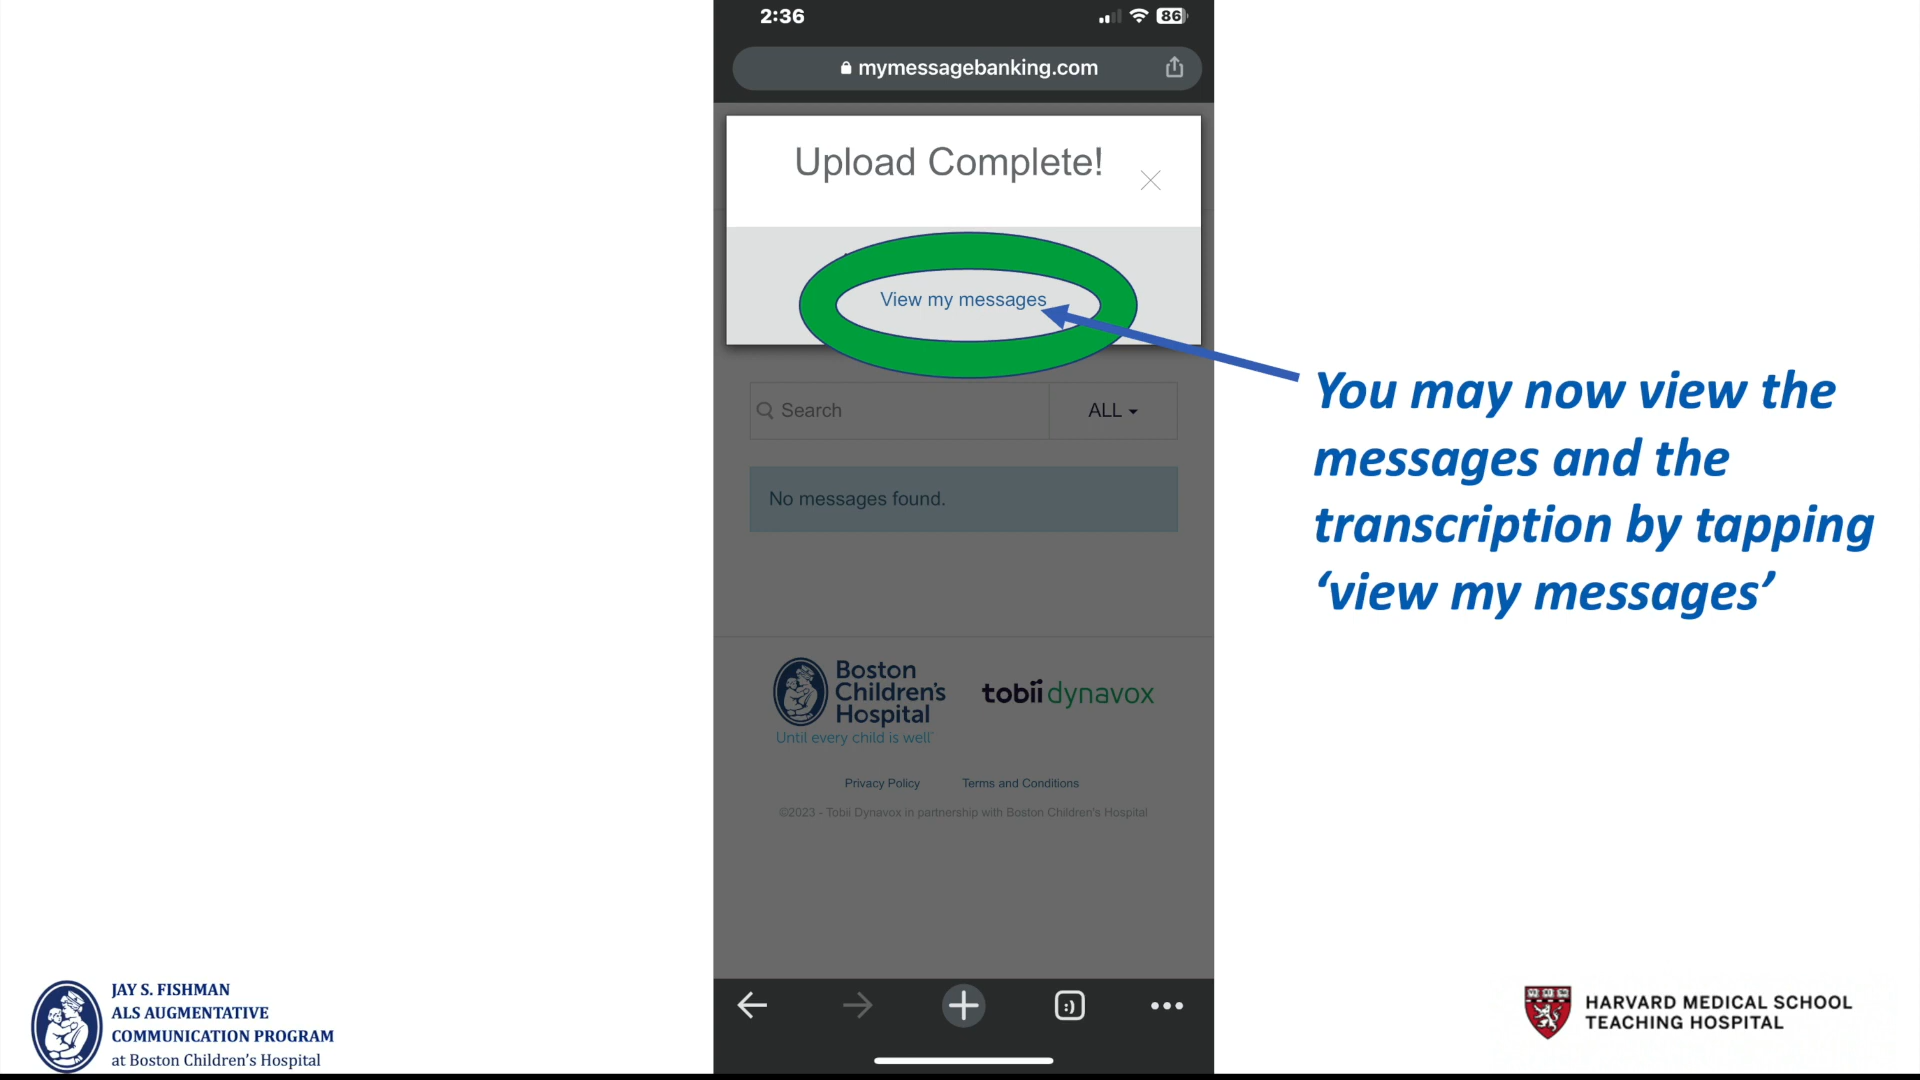 2:36
86
mymessagebanking.com
Upload Complete!
View my messages
Search
ALL
No messages found.
You may now view the
messages and the
transcription by tapping
‘view my messages’
Boston
Children's
Hospital
Until every child is well
tobii dynavox
Privacy Policy Terms and Conditions
©2023 - Tobii Dynavox in partnership with Boston Children's Hospital
:)
JAY S. FISHMAN
ALS AUGMENTATIVE
COMMUNICATION PROGRAM
at Boston Children's Hospital
HARVARD MEDICAL SCHOOL
TEACHING HOSPITAL